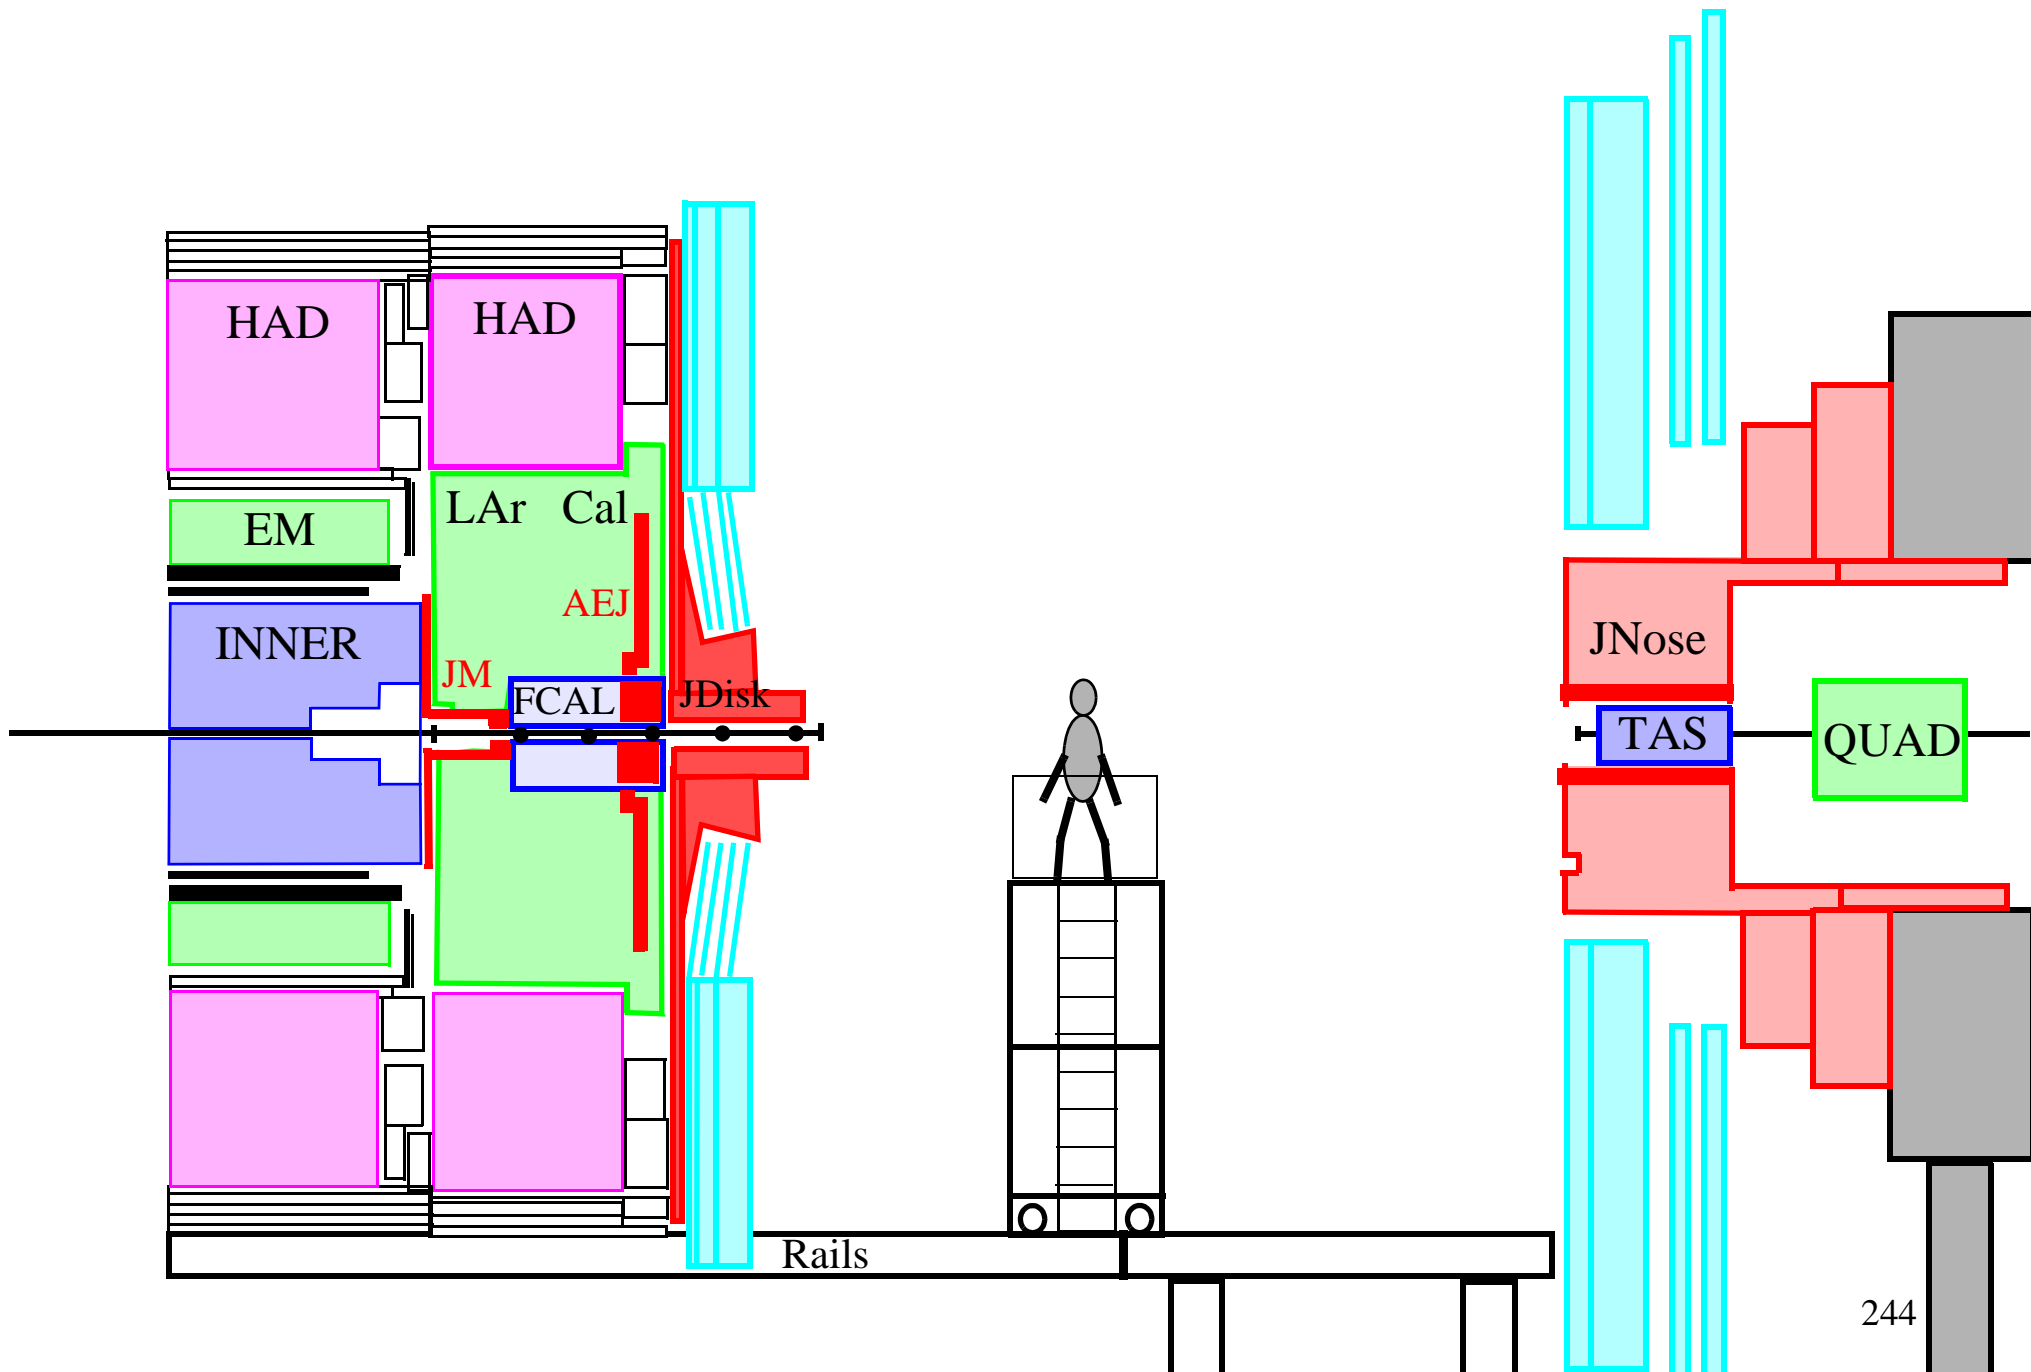 HAD
HAD
LAr Cal
EM
AEJ
INNER
JM
FCAL
JDisk
JNose
TAS
QUAD
Rails
244